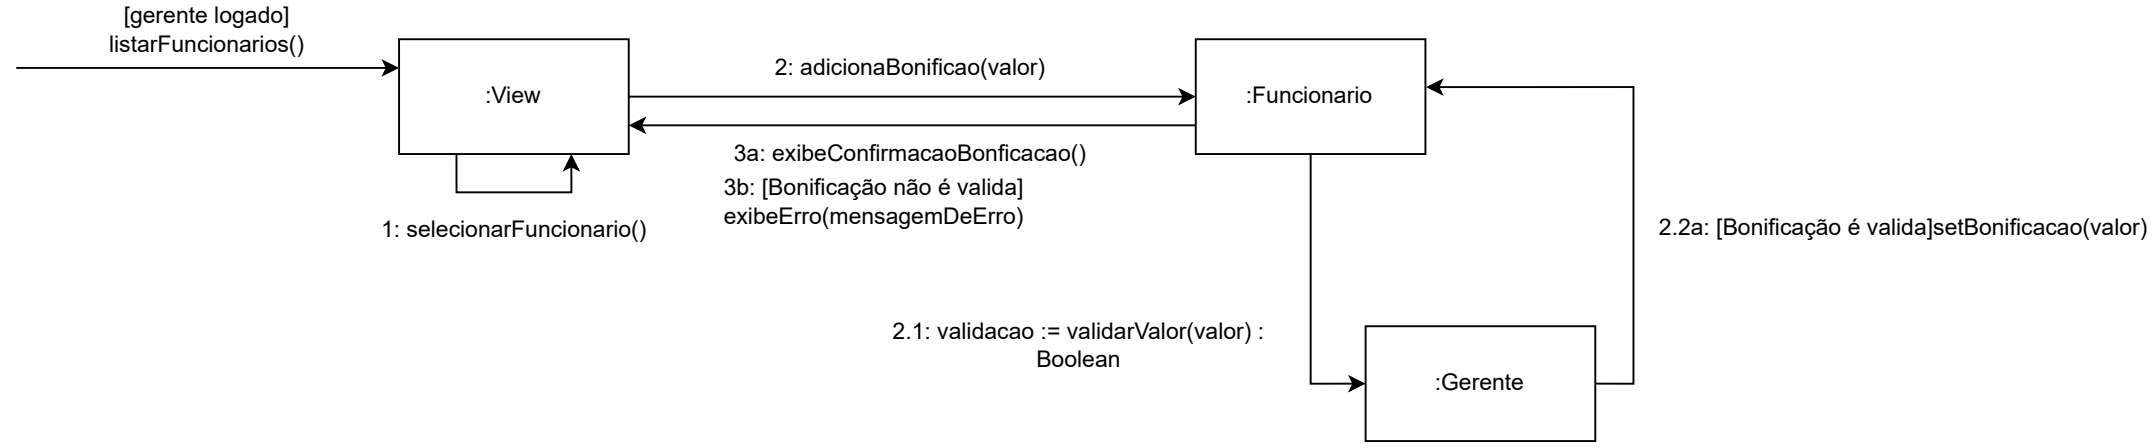 [gerente logado]
listarFuncionarios()
:View
2: adicionaBonificao(valor)
:Funcionario
3a: exibeConfirmacaoBonficacao()
3b: [Bonificação não é valida]
exibeErro(mensagemDeErro)
1: selecionarFuncionario()
2.2a: [Bonificação é valida]setBonificacao(valor)
2.1: validacao := validarValor(valor) :
Boolean
:Gerente